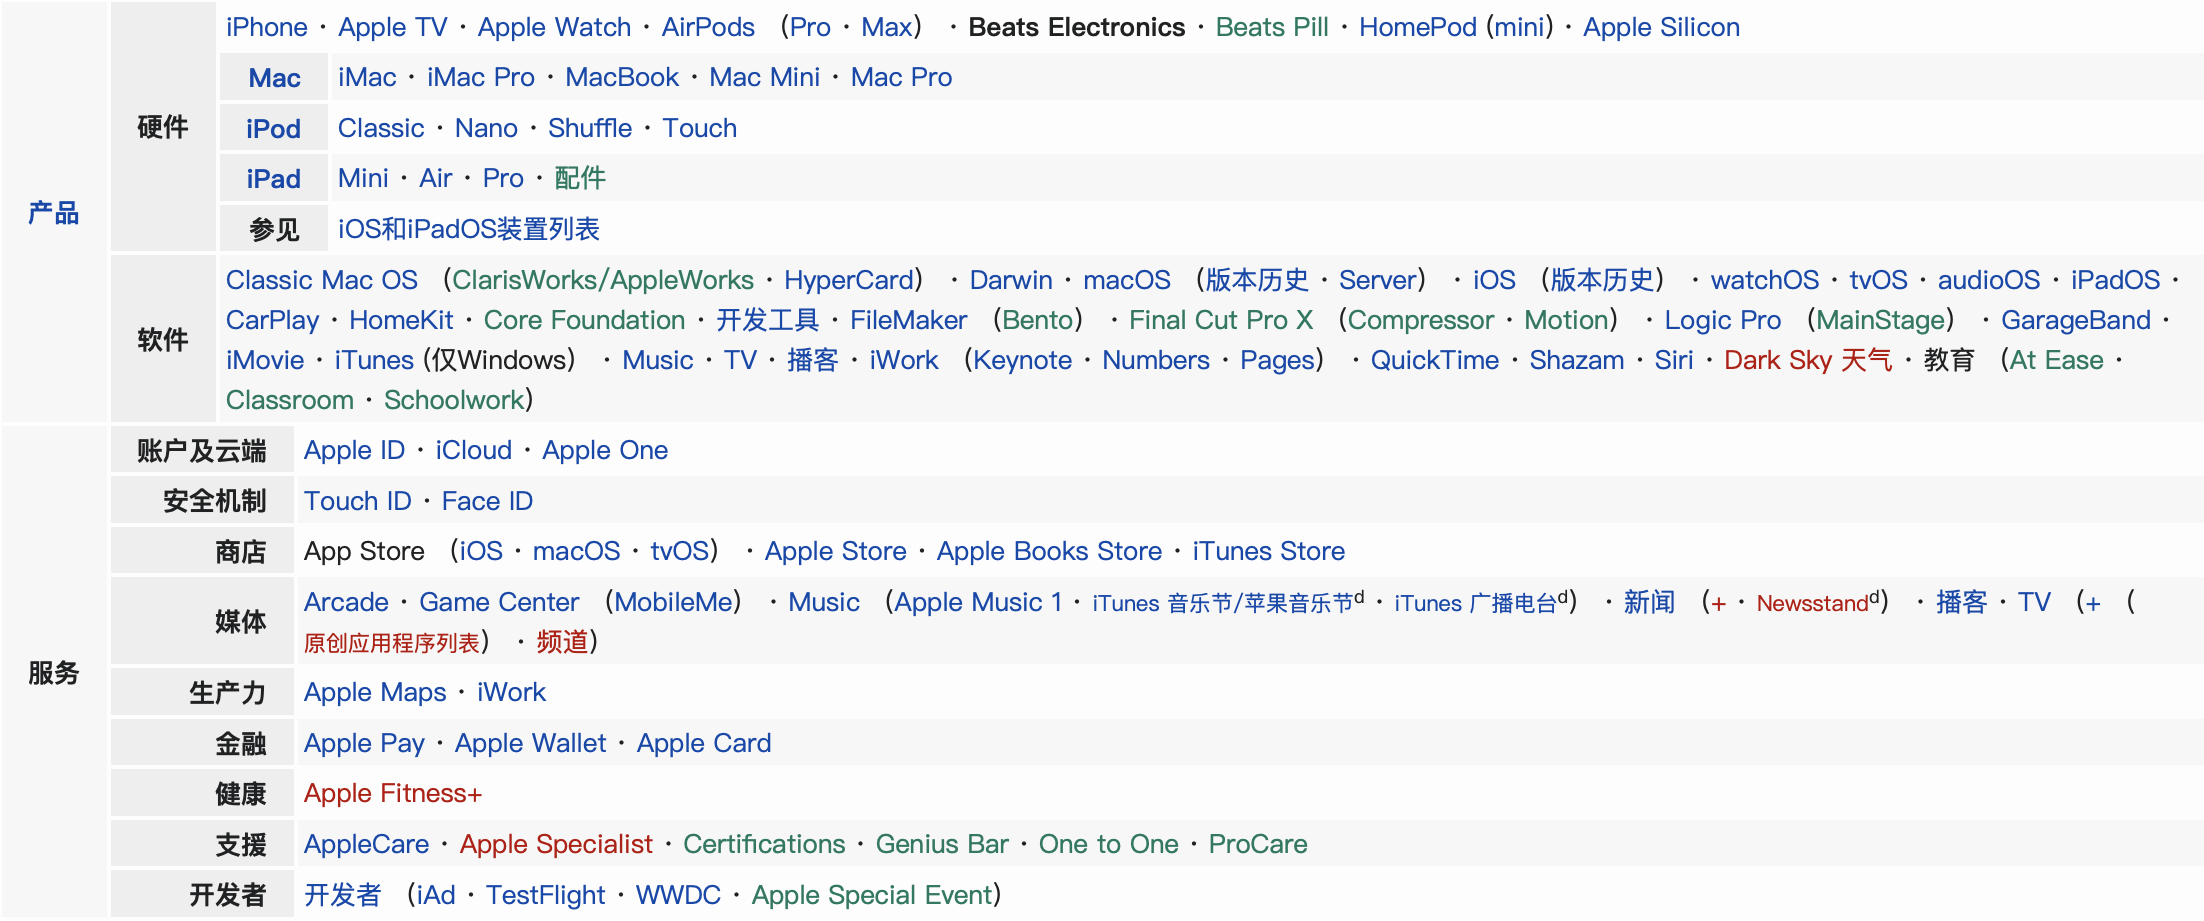 产品
硬件
iPhone · Apple TV · Apple Watch · AirPods （Pro · Max） · Beats Electronics · Beats Pill · HomePod (mini) · Apple Silicon
Mac
iMac · iMac Pro · MacBook · Mac Mini · Mac Pro
iPod
Classic · Nano · Shuffle · Touch
iPad
Mini · Air · Pro · 配件
参见
iOS和iPadOS装置列表
软件
Classic Mac OS （ClarisWorks/AppleWorks · HyperCard） · Darwin · macOS （版本历史 · Server） · iOS （版本历史） · watchOS · tvOS · audioOS · iPadOS ·
CarPlay · HomeKit · Core Foundation · 开发工具 · FileMaker （Bento） · Final Cut Pro X （Compressor · Motion） · Logic Pro （MainStage） · GarageBand ·
iMovie · iTunes (仅Windows） · Music · TV · 播客 · iWork （Keynote · Numbers · Pages） · QuickTime · Shazam · Siri · Dark Sky 天气 · 教育 （At Ease ·
Classroom · Schoolwork)
服务
账户及云端
Apple ID · iCloud · Apple One
安全机制
Touch ID · Face ID
商店
App Store （iOS · macOS · tvOS） · Apple Store · Apple Books Store · iTunes Store
媒体
Arcade · Game Center （MobileMe） · Music （Apple Music 1 · iTunes 音乐节/苹果音乐节d · iTunes 广播电台d） · 新闻 （+ · Newsstandd） · 播客 · TV （+ （
原创应用程序列表） · 频道)
生产力
Apple Maps · iWork
金融
Apple Pay · Apple Wallet · Apple Card
健康
Apple Fitness+
支援
AppleCare · Apple Specialist · Certifications · Genius Bar · One to One · ProCare
开发者
开发者 （iAd · TestFlight · WWDC · Apple Special Event)